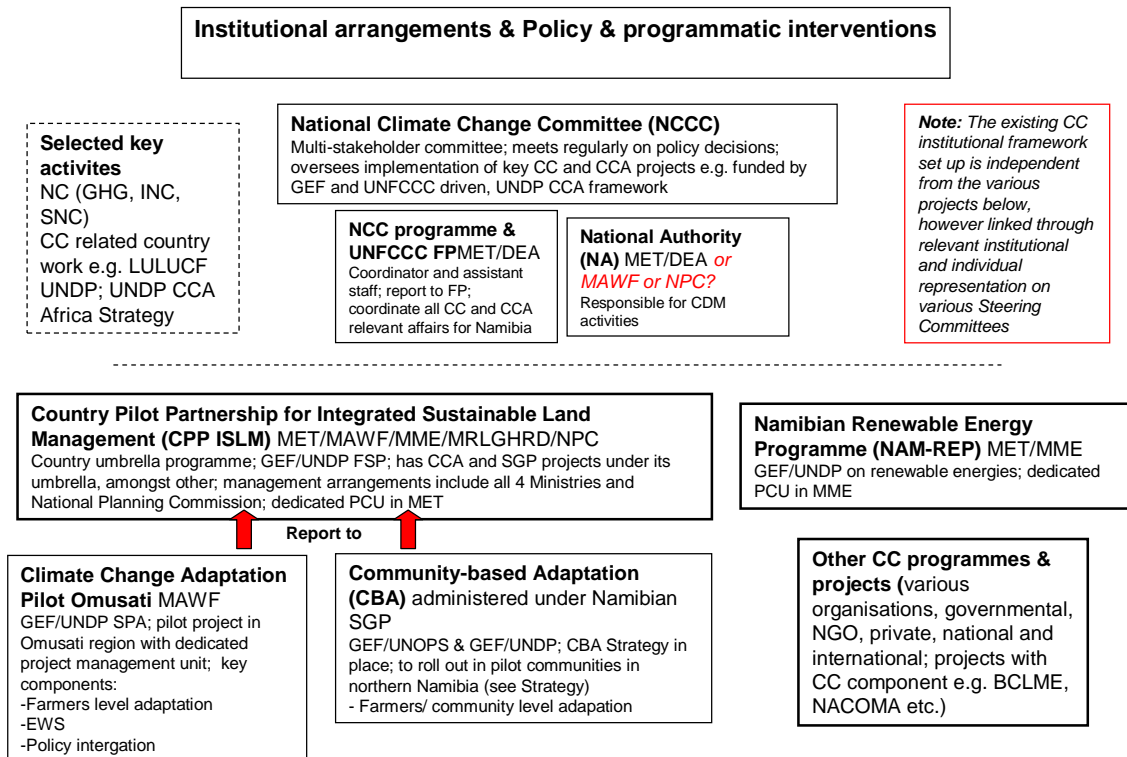 Institutional arrangements & Policy & programmatic interventions
Selected key
activites
NC (GHG, INC,
SNC)
CC related country
work e.g. LULUCF
UNDP; UNDP CCA
Africa Strategy
National Climate Change Committee (NCCC)
Multi-stakeholder committee; meets regularly on policy decisions;
oversees implementation of key CC and CCA projects e.g. funded by
GEF and UNFCCC driven, UNDP CCA framework
NCC programme &
UNFCCC FPMET/DEA
Coordinator and assistant
staff; report to FP;
coordinate all CC and CCA
relevant affairs for Namibia
National Authority
(NA) MET/DEA or
MAWF or NPC?
Responsible for CDM
activities
Note: The existing CC
institutional framework
set up is independent
from the various
projects below,
however linked through
relevant institutional
and individual
representation on
various Steering
Committees
Country Pilot Partnership for Integrated Sustainable Land
Management (CPP ISLM) MET/MAWF/MME/MRLGHRD/NPC
Country umbrella programme; GEF/UNDP FSP; has CCA and SGP projects under its
umbrella, amongst other; management arrangements include all 4 Ministries and
National Planning Commission; dedicated PCU in MET
Namibian Renewable Energy
Programme (NAM-REP) MET/MME
GEF/UNDP on renewable energies; dedicated
PCU in MME
Report to
Climate Change Adaptation
Pilot Omusati MAWF
GEF/UNDP SPA; pilot project in
Omusati region with dedicated
project management unit; key
components:
-Farmers level adaptation
-EWS
-Policy intergation
Community-based Adaptation
(CBA) administered under Namibian
SGP
GEF/UNOPS & GEF/UNDP; CBA Strategy in
place; to roll out in pilot communities in
northern Namibia (see Strategy)
- Farmers/ community level adapation
Other CC programmes &
projects (various
organisations, governmental,
NGO, private, national and
international; projects with
CC component e.g. BCLME,
NACOMA etc.)